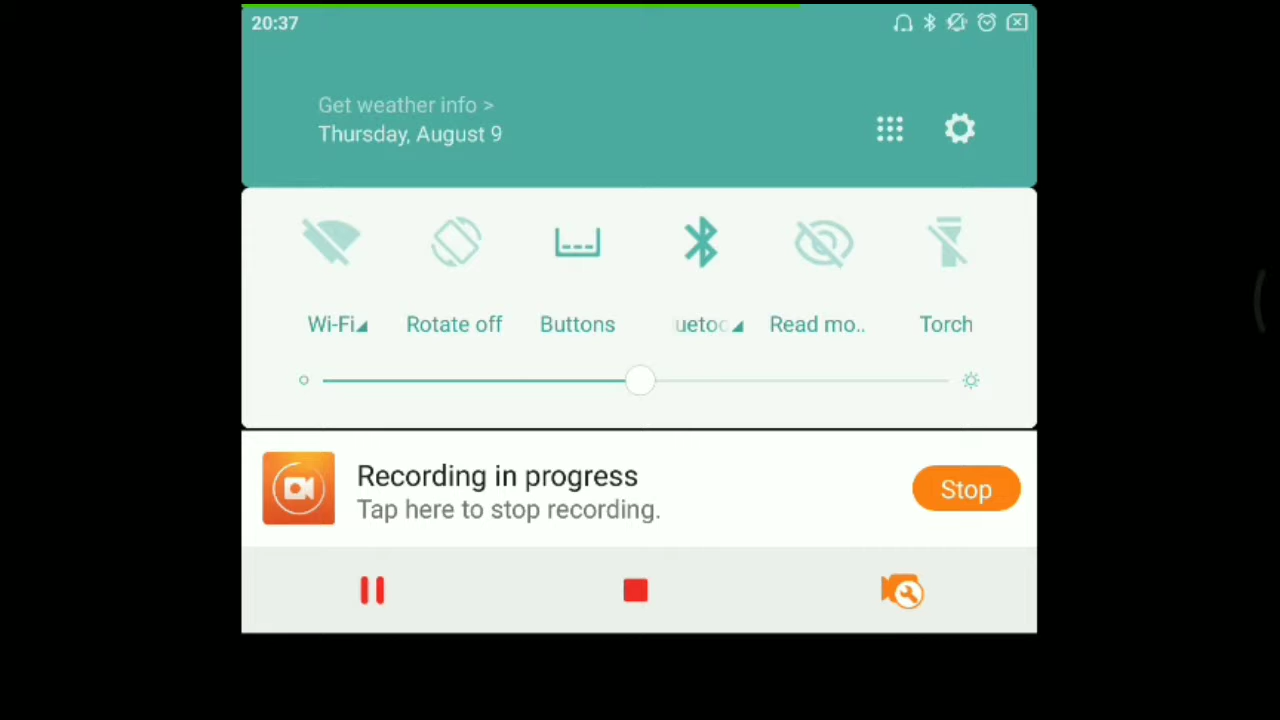 20:37
Get weather info >
Thursday, August 9
Wi-Fi
Rotate off
Buttons
uetoo
Read mo..
Torch
Recording in progress
Tap here to stop recording.
Stop